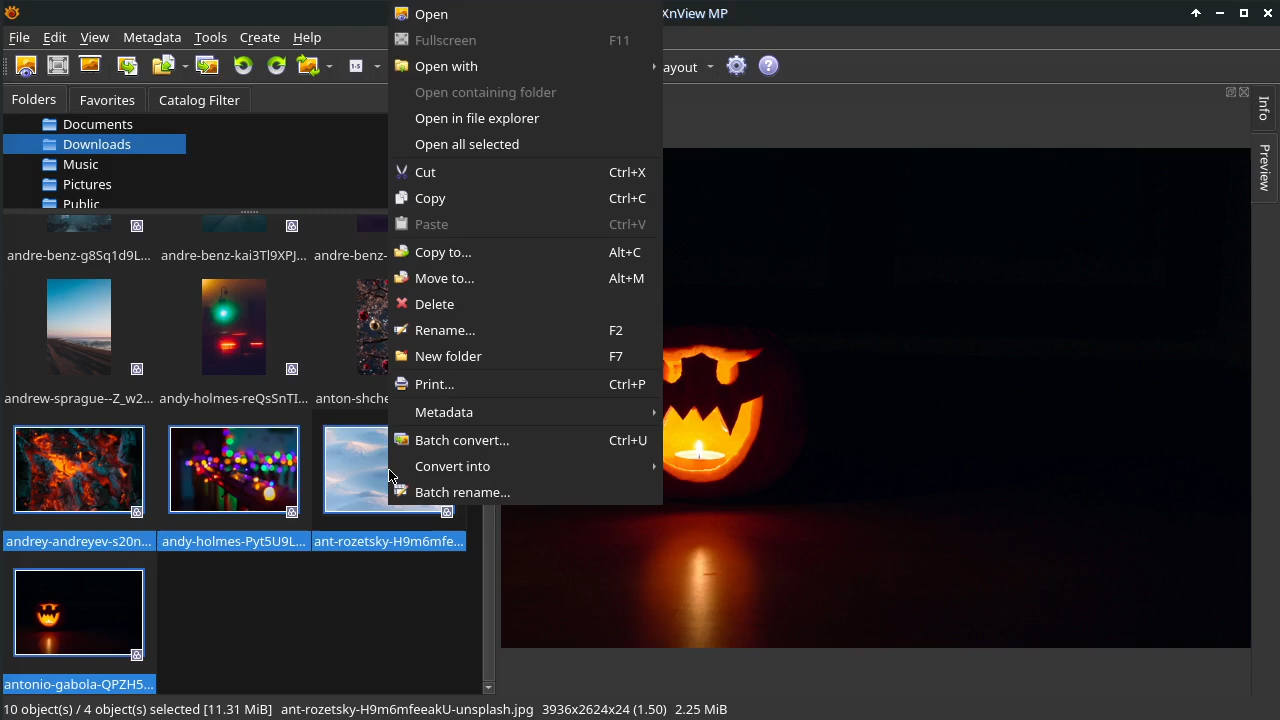 XnView MP
File Edit View Metadata Tools Create Help
1-5
ayout
Folders Favorites Catalog Filter
Documents
Downloads
Music
Pictures
Public
andre-benz-g8Sq1d9L... andre-benz-kai3Tl9XPJ... andre-benz-
andrew-sprague--Z_w2... andy-holmes-reQsSnTI... anton-shche
andrey-andreyev-s20n... andy-holmes-Pyt5U9L... ant-rozetsky-H9m6mfe...
antonio-gabola-QPZH5...
Open
Fullscreen F11
Open with
Open containing folder
Open in file explorer
Open all selected
Cut Ctrl+X
Copy Ctrl+C
Paste Ctrl+V
Copy to... Alt+C
Move to... Alt+M
Delete
Rename... F2
New folder F7
Print... Ctrl+P
Metadata
Batch convert... Ctrl+U
Convert into
Batch rename...
Info
Preview
10 object(s) / 4 object(s) selected [11.31 MiB] ant-rozetsky-H9m6mfeeakU-unsplash.jpg 3936x2624x24 (1.50) 2.25 MiB